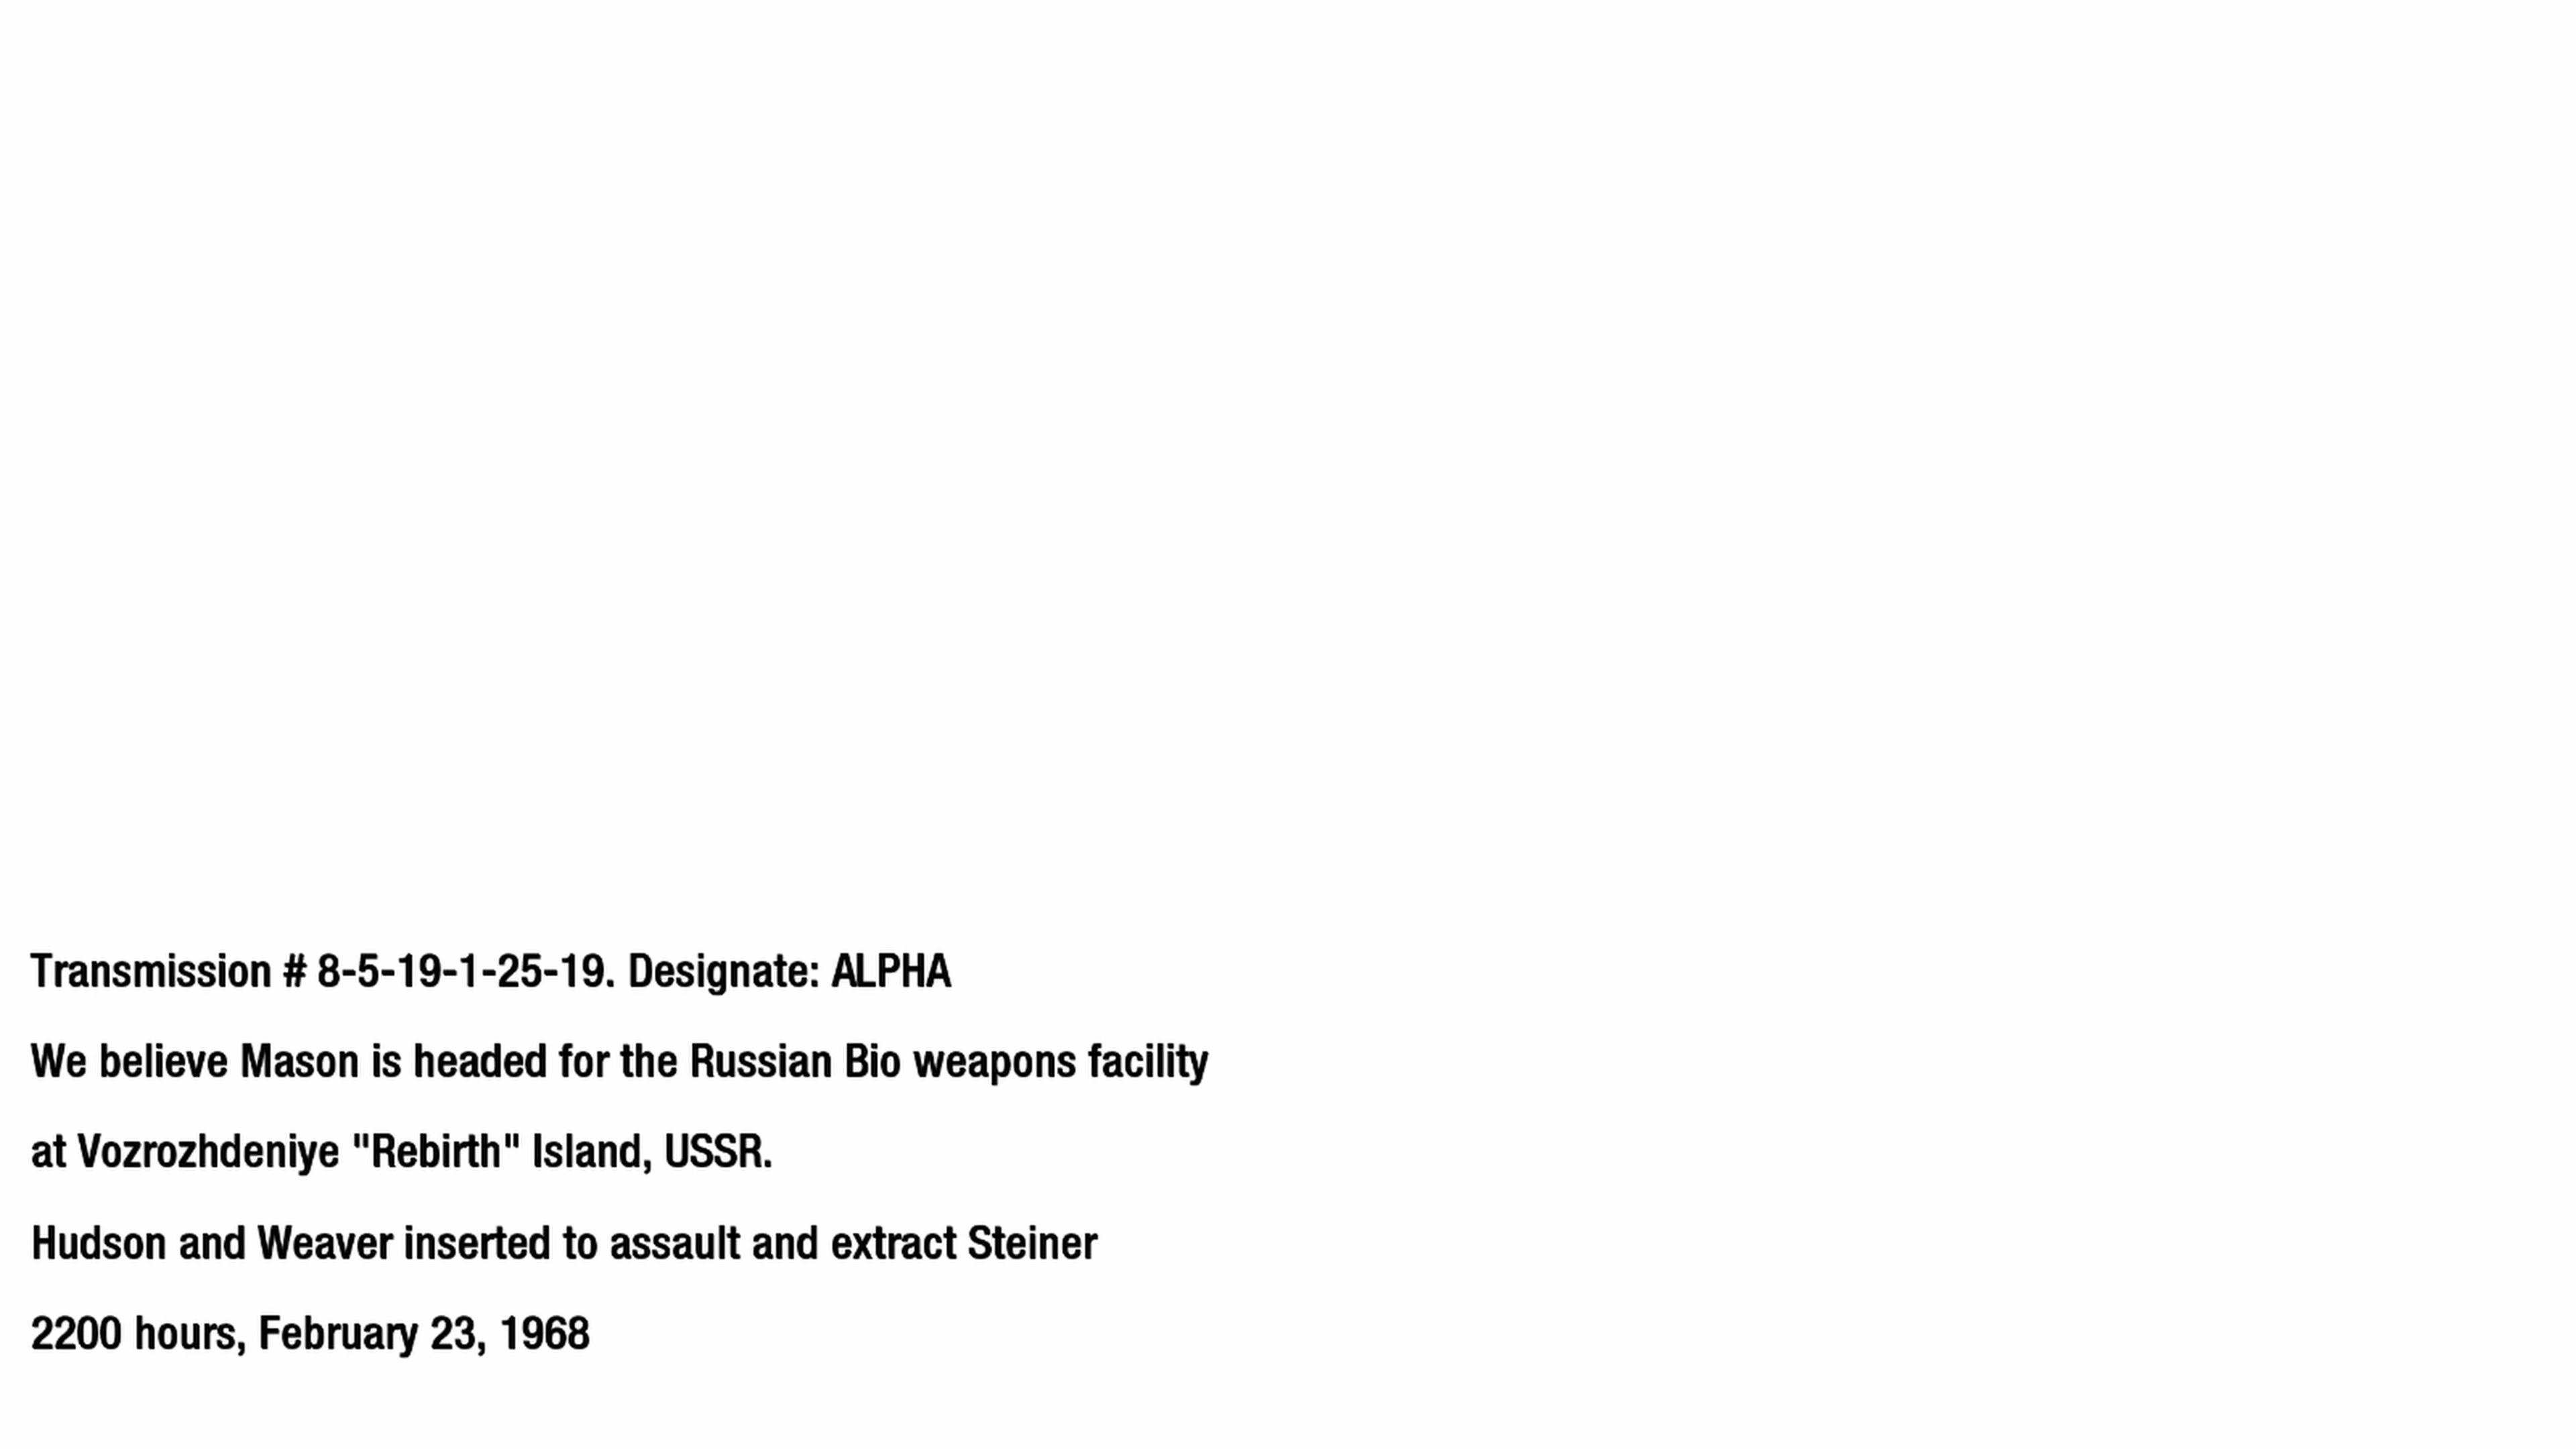 Transmission # 8-5-19-1-25-19. Designate: ALPHA
We believe Mason is headed for the Russian Bio weapons facility
at Vozrozhdeniye "Rebirth" Island, USSR.
Hudson and Weaver inserted to assault and extract Steiner
2200 hours, February 23, 1968